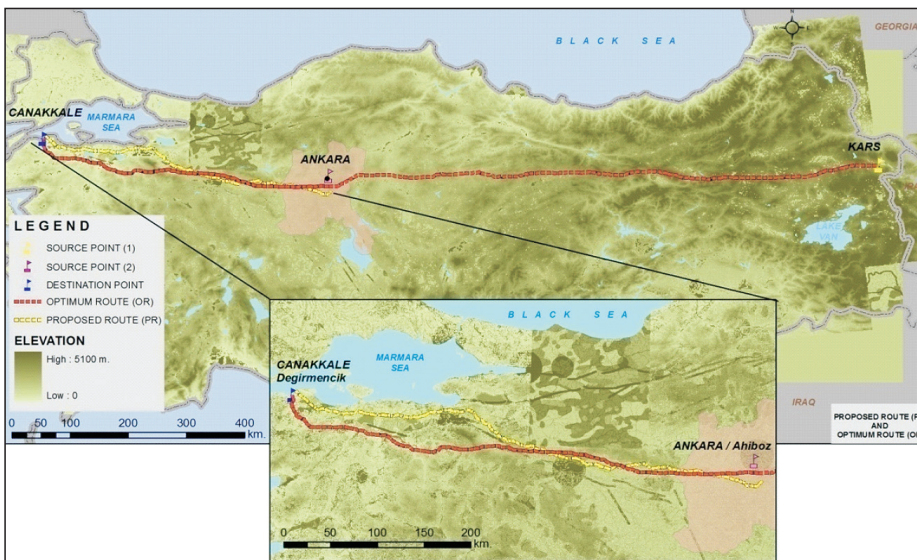 BLACK SEA
GEORGIA
CANAKKALE
MARMARA
SEA
ANKARA
KARS
LAKE
VAN
LEGEND
SOURCE POINT (1)
SOURCE POINT (2)
DESTINATION POINT
OPTIMUM ROUTE (OR)
PROPOSED ROUTE (PR)
ELEVATION
High : 5100 m.
Low : 0
0 50 100 200 300 400
km.
IRAQ
PROPOSED ROUTE (P
AND
OPTIMUM ROUTE (O
BLACK SEA
CANAKKALE
Degirmencik
MARMARA
SEA
ANKARA / Ahiboz
0 50 100 150 200
km.